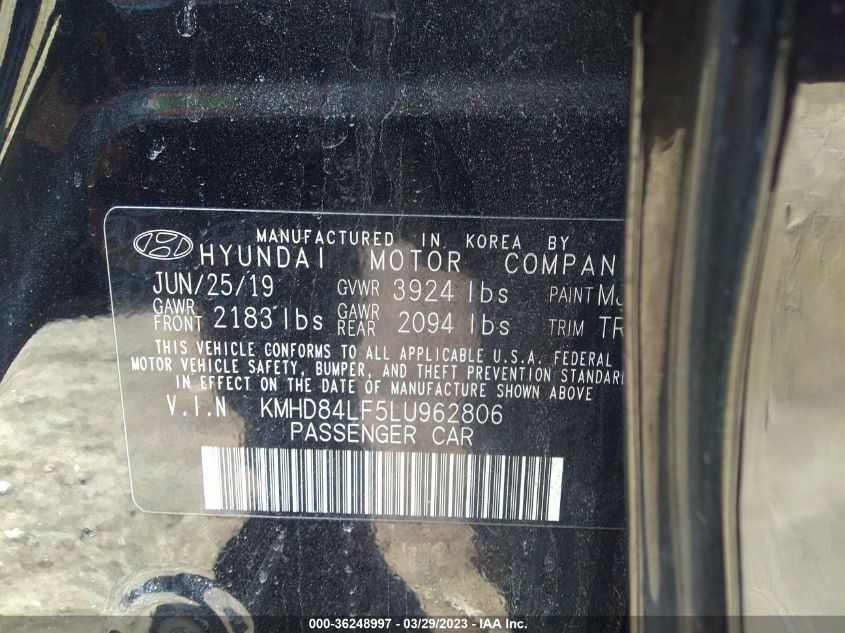 MANUFACTURED IN KOREA BY
HYUNDAI MOTOR COMPAN
JUN/25/19 GVWR 3924 lbs PAINT MJ
GAWR FRONT 2183 lbs GAWR REAR 2094 lbs TRIM TR
THIS VEHICLE CONFORMS TO ALL APPLICABLE U.S.A. FEDERAL
MOTOR VEHICLE SAFETY, BUMPER, AND THEFT PREVENTION STANDAR
IN EFFECT ON THE DATE OF MANUFACTURE SHOWN ABOVE
V.I.N KMHD84LF5LU962806
PASSENGER CAR
000-36248997 - 03/29/2023 - IAA Inc.